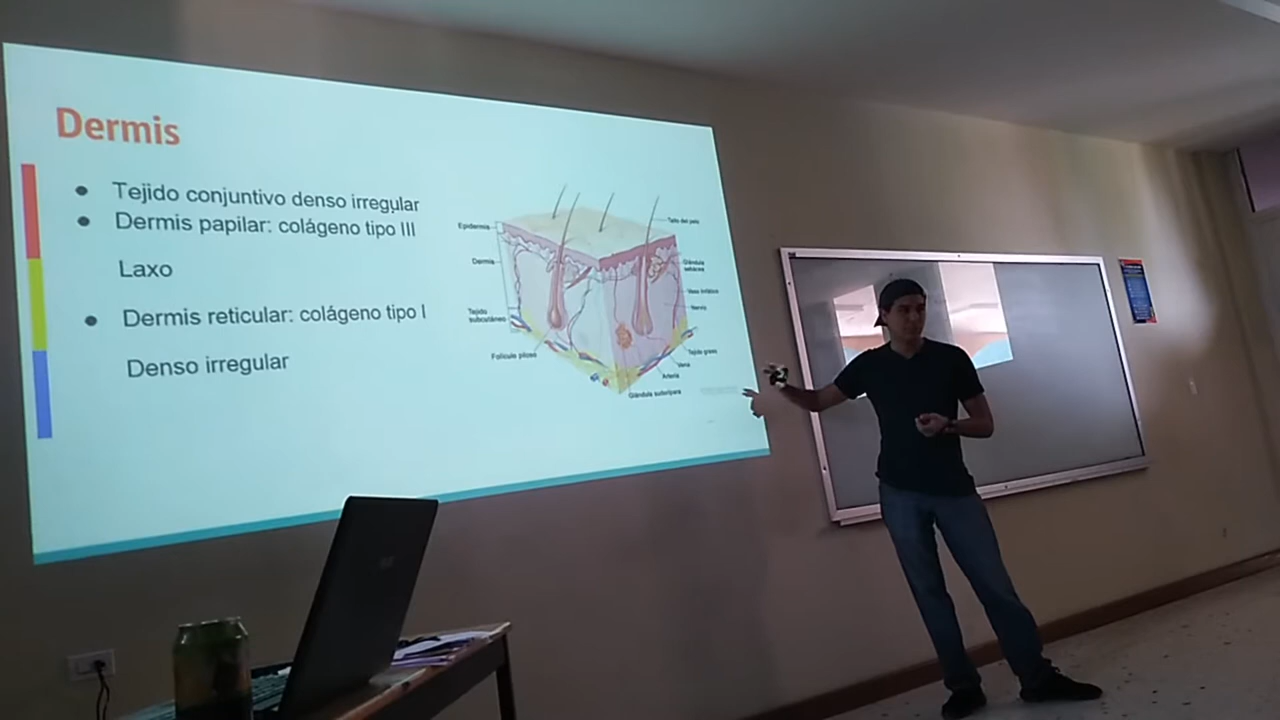 Dermis
Tejido conjuntivo denso irregular
Dermis papilar: colágeno tipo III
Laxo
Dermis reticular: colágeno tipo I
Denso irregular
Epidermis
Dermis
Tejido
subcutáneo
Folículo piloso
Tallo del pelo
Glándula
sebácea
Vaso linfático
Nervio
Tejido graso
Vena
Arteria
Glándula sudorípara